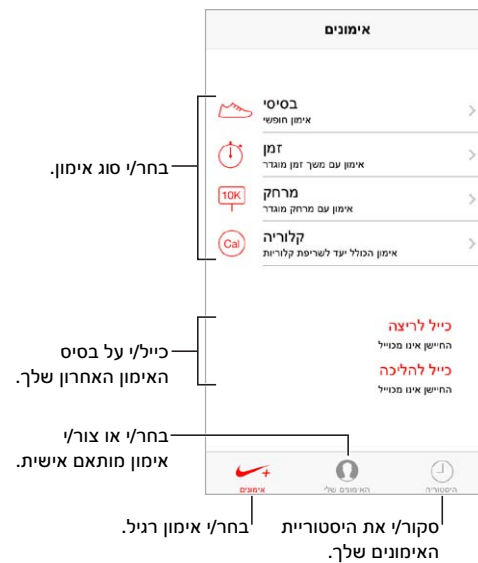 אימונים
בסיסי
אימון חופשי
זמן
אימון עם משך זמן מוגדר
בחר/י סוג אימון.
10K
מרחק
אימון עם מרחק מוגדר
Cal
קלוריה
אימון הכולל יעד לשריפת קלוריות
כייל לריצה
החיישן אינו מכוייל
כייל/י על בסיס
האימון האחרון שלך.
כייל להליכה
החיישן אינו מכוייל
בחר/י או צור/י
אימון מותאם אישית.
היסטוריה
האימונים שלי
אימונים
סקור/י את היסטוריית
האימונים שלך.
בחר/י אימון רגיל.